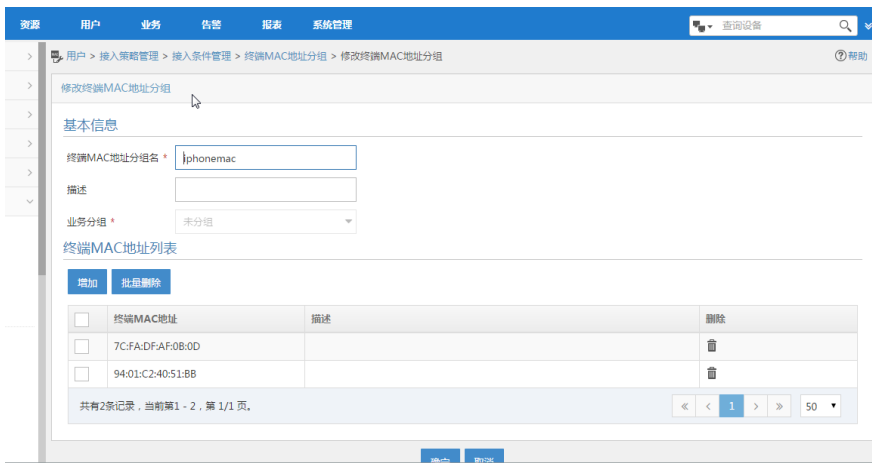 资源 用户 业务 告警 报表 系统管理 查询设备
用户 > 接入策略管理 > 接入条件管理 > 终端MAC地址分组 > 修改终端MAC地址分组 ?帮助
修改终端MAC地址分组
基本信息
终端MAC地址分组名 * iphonemac
描述
业务分组 * 未分组
终端MAC地址列表
增加 批量删除
终端MAC地址 描述 删除
7C:FA:DF:AF:0B:0D
94:01:C2:40:51:BB
共有2条记录，当前第1 - 2，第 1/1 页。 « < 1 > » 50
确定 取消